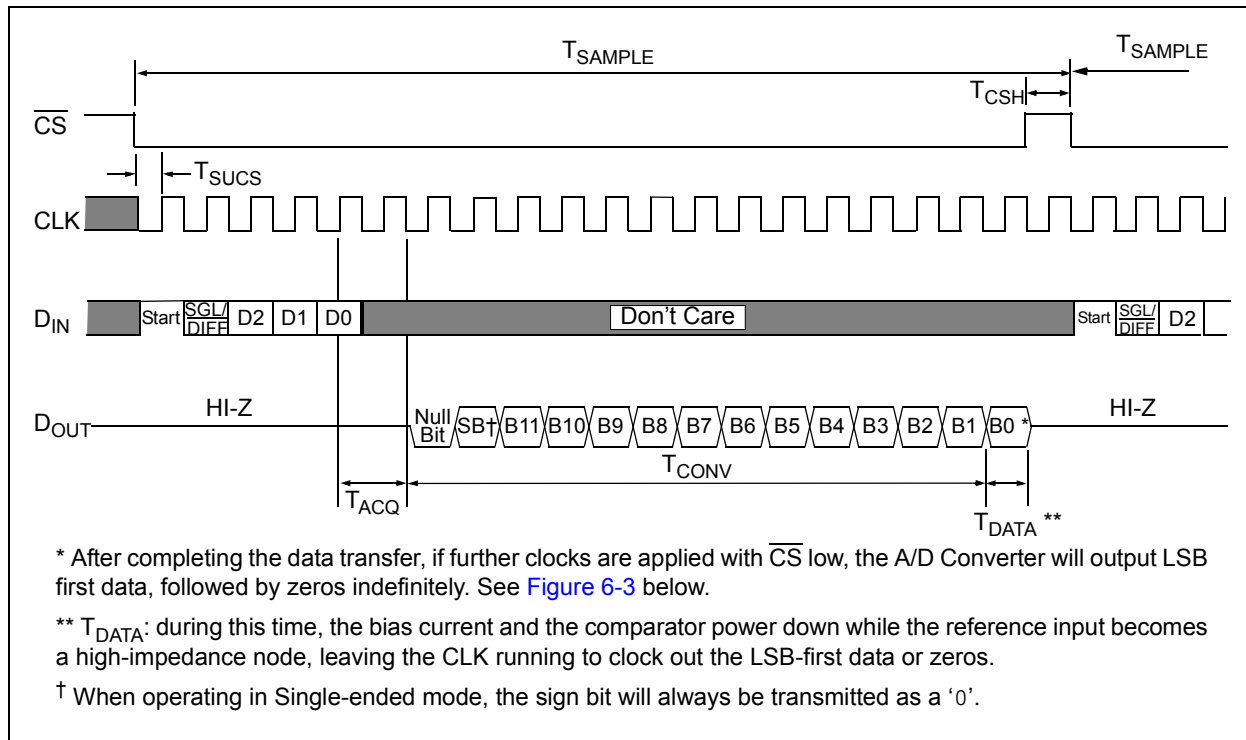 TSAMPLE
TSAMPLE
TCSH
CS
TSUCS
CLK
DIN
Start
SGL/
DIFF
D2
D1
D0
Don't Care
Start
SGL/
DIFF
D2
HI-Z
DOUT
Null
Bit
SB†
B11
B10
B9
B8
B7
B6
B5
B4
B3
B2
B1
B0 *
HI-Z
TCONV
TACQ
TDATA **
* After completing the data transfer, if further clocks are applied with CS low, the A/D Converter will output LSB
first data, followed by zeros indefinitely. See Figure 6-3 below.
** TDATA: during this time, the bias current and the comparator power down while the reference input becomes
a high-impedance node, leaving the CLK running to clock out the LSB-first data or zeros.
† When operating in Single-ended mode, the sign bit will always be transmitted as a ‘0’.